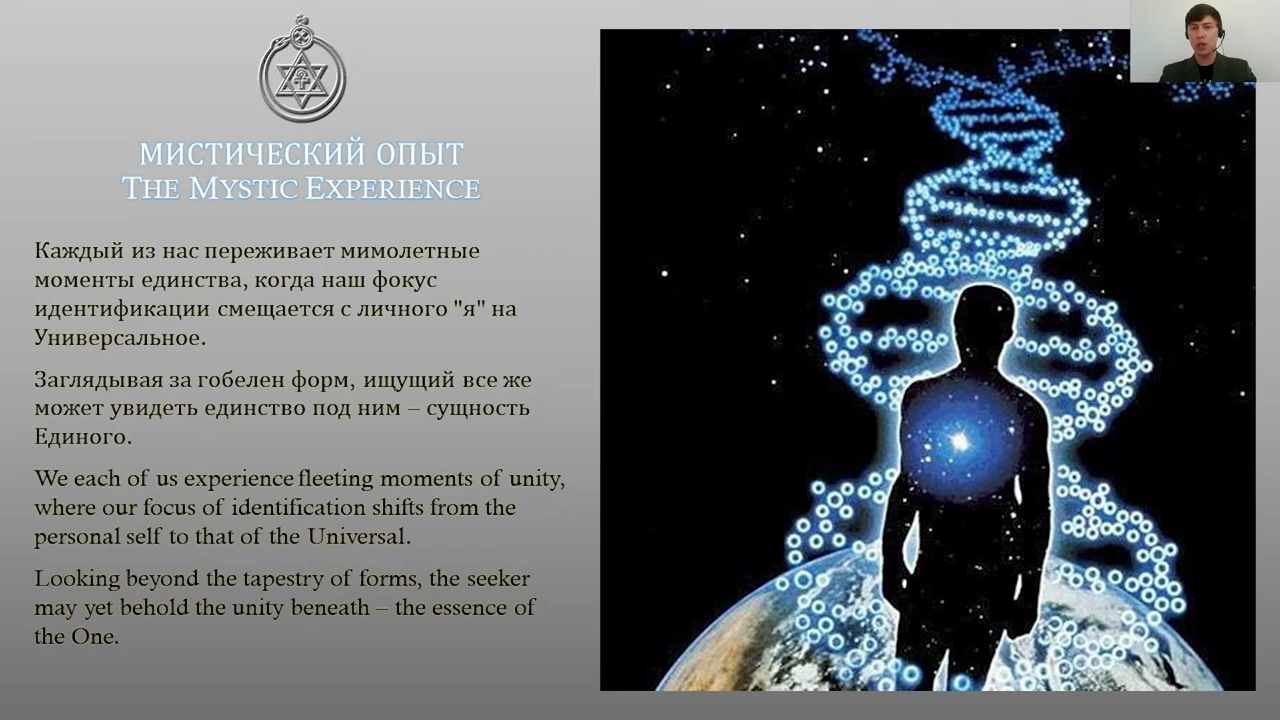 МИСТИЧЕСКИЙ ОПЫТ
THE MYSTIC EXPERIENCE
Каждый из нас переживает мимолетные
моменты единства, когда наш фокус
идентификации смещается с личного "я" на
Универсальное.
Заглядывая за гобелен форм, ищущий все же
может увидеть единство под ним – сущность
Единого.
We each of us experience fleeting moments of unity,
where our focus of identification shifts from the
personal self to that of the Universal.
Looking beyond the tapestry of forms, the seeker
may yet behold the unity beneath – the essence of
the One.